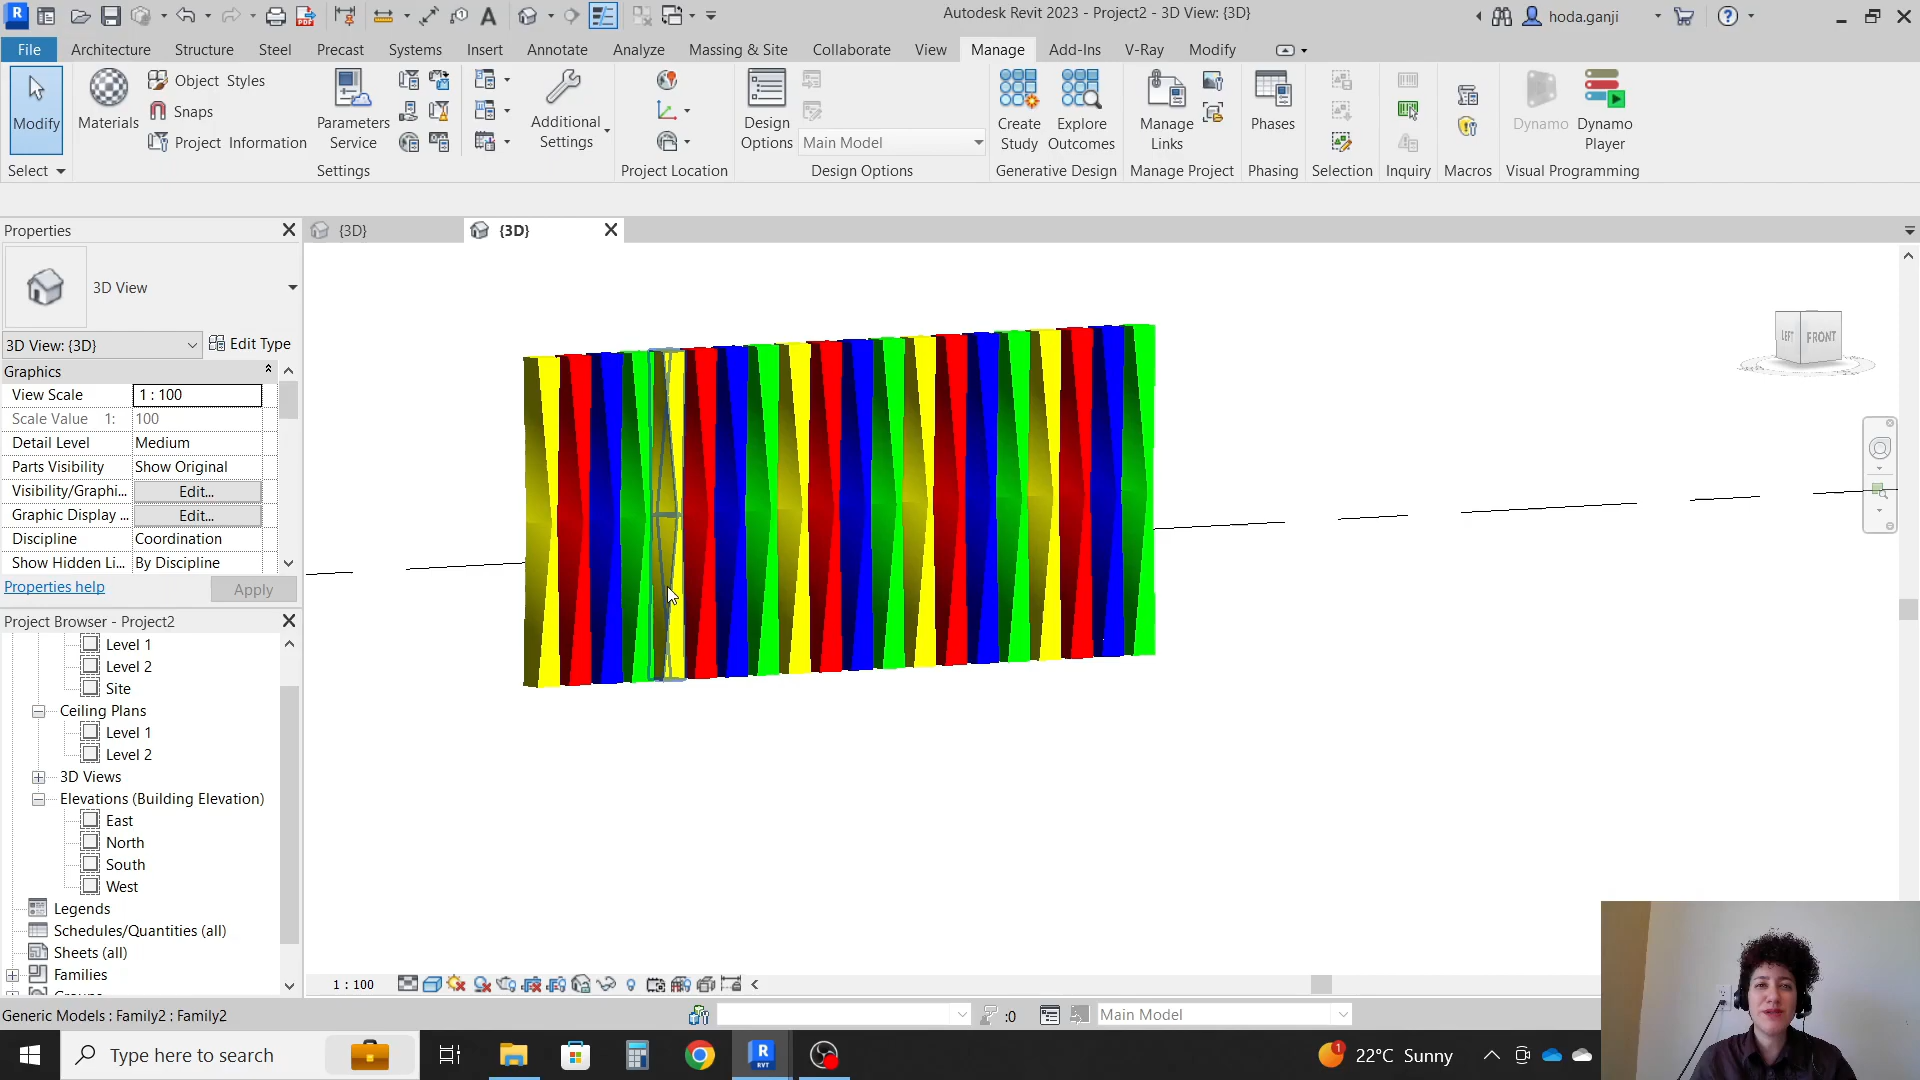 Autodesk Revit 2023 - Project2 - 3D View: {3D}
hoda.ganji
File Architecture Structure Steel Precast Systems Insert Annotate Analyze Massing & Site Collaborate View Manage Add-Ins V-Ray Modify
Modify
Materials
Object Styles
Snaps
Project Information
Parameters
Service
Additional
Settings
Design
Options
Main Model
Create
Study
Explore
Outcomes
Manage
Links
Phases
Dynamo
Dynamo
Player
Select
Settings
Project Location
Design Options
Generative Design
Manage Project
Phasing
Selection
Inquiry
Macros
Visual Programming
Properties
{3D}
{3D}
3D View
3D View: {3D}
Edit Type
Graphics
View Scale 1 : 100
Scale Value 1: 100
Detail Level Medium
Parts Visibility Show Original
Visibility/Graphi... Edit...
Graphic Display ... Edit...
Discipline Coordination
Show Hidden Li... By Discipline
Properties help
Apply
LEFT
FRONT
Project Browser - Project2
Level 1
Level 2
Site
Ceiling Plans
Level 1
Level 2
3D Views
Elevations (Building Elevation)
East
North
South
West
Legends
Schedules/Quantities (all)
Sheets (all)
Families
1 : 100
Generic Models : Family2 : Family2
:0
Main Model
Type here to search
R
RVT
1
22°C Sunny